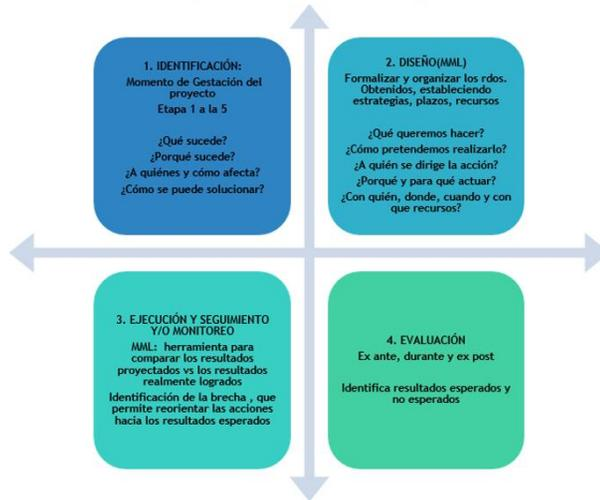 1. IDENTIFICACIÓN:
Momento de Gestación del
proyecto
Etapa 1 a la 5
¿Qué sucede?
¿Porqué sucede?
¿A quiénes y cómo afecta?
¿Cómo se puede solucionar?
2. DISEÑO(MML)
Formalizar y organizar los rdos.
Obtenidos, estableciendo
estrategias, plazos, recursos
¿Qué queremos hacer?
¿Cómo pretendemos realizarlo?
¿A quién se dirige la acción?
¿Porqué y para qué actuar?
¿Con quién, donde, cuando y con
que recursos?
3. EJECUCIÓN Y SEGUIMIENTO
Y/O MONITOREO
MML: herramienta para
comparar los resultados
proyectados vs los resultados
realmente logrados
Identificación de la brecha , que
permite reorientar las acciones
hacia los resultados esperados
4. EVALUACIÓN
Ex ante, durante y ex post
Identifica resultados esperados y
no esperados